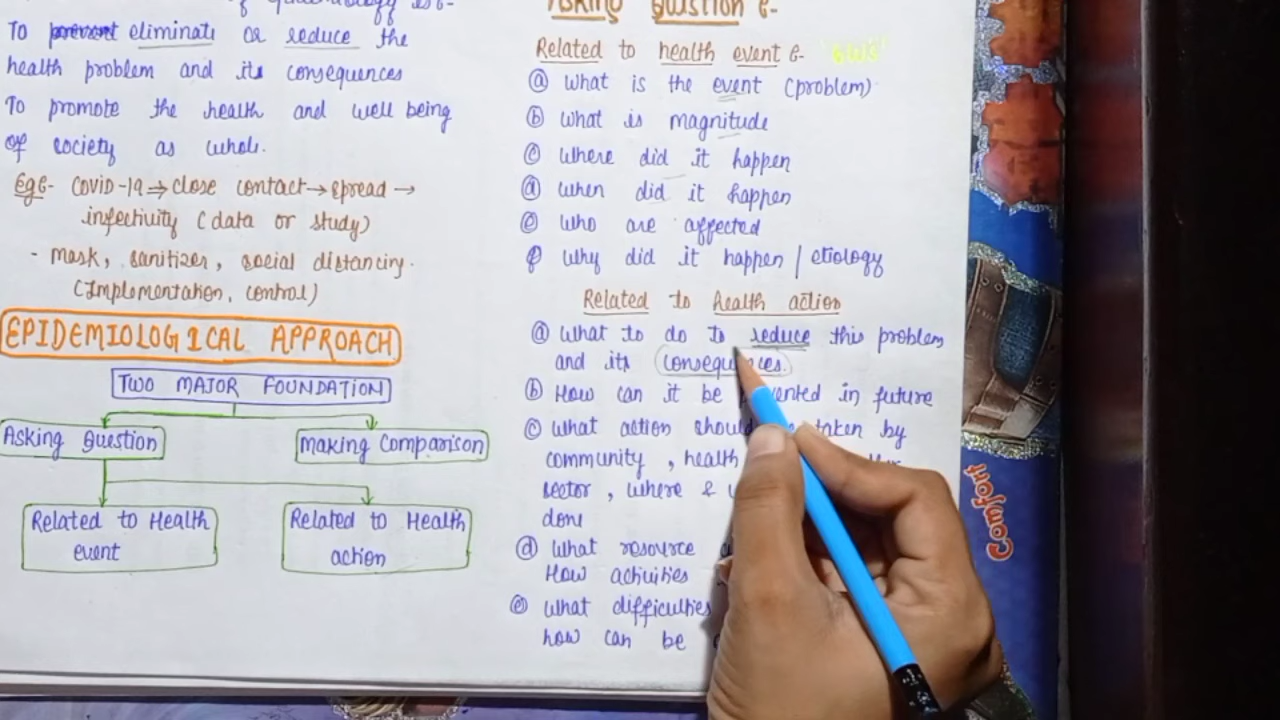 To prevent eliminate or reduce the
health problem and its consequences
To promote the health and well being
of society as whole.
Eg:- Covid-19⇒close contact→spread→
infectivity (data or study)
- mask, sanitizer, social distancing.
(Implementation, control)
EPIDEMIOLOGICAL APPROACH
TWO MAJOR FOUNDATION
Asking Question
making Comparison
Related to Health
event
Related to Health
action
Asking Question :-
Related to health event :- '6W's'
(a) What is the event (problem)
(b) What is magnitude
(c) Where did it happen
(d) When did it happen
(e) Who are affected
(f) Why did it happen / etiology
Related to health action
(a) What to do to reduce this problem
and its consequences.
(b) How can it be in future
(c) What action should taken by
community, health
sector, where &
done
(d) What resource
How activities
(e) What difficulties
how can be
Comfort